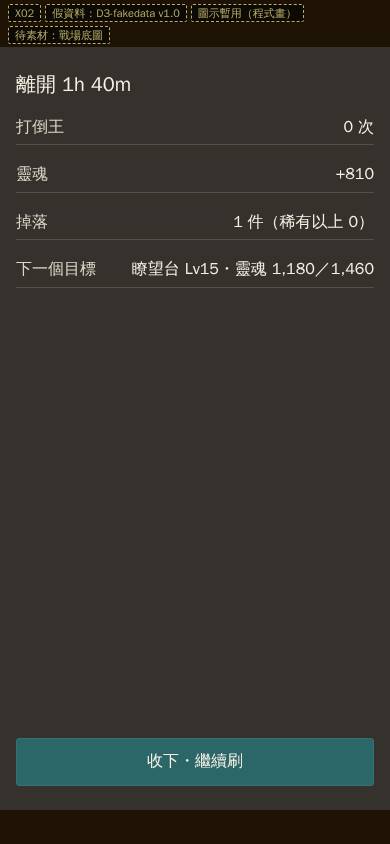 X02 假資料：D3-fakedata v1.0 圖示暫用（程式畫）
待素材：戰場底圖
離開 1h 40m
打倒王 0 次
靈魂 +810
掉落 1 件（稀有以上 0）
下一個目標 瞭望台 Lv15・靈魂 1,180／1,460
收下・繼續刷